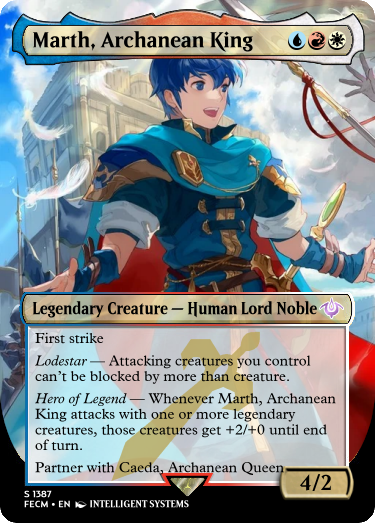 Marth, Archanean King
Legendary Creature — Human Lord Noble
First strike
Lodestar — Attacking creatures you control
can't be blocked by more than creature.
Hero of Legend — Whenever Marth, Archanean
King attacks with one or more legendary
creatures, those creatures get +2/+0 until end
of turn.
Partner with Caeda, Archanean Queen
4/2
S 1387
FECM • EN INTELLIGENT SYSTEMS